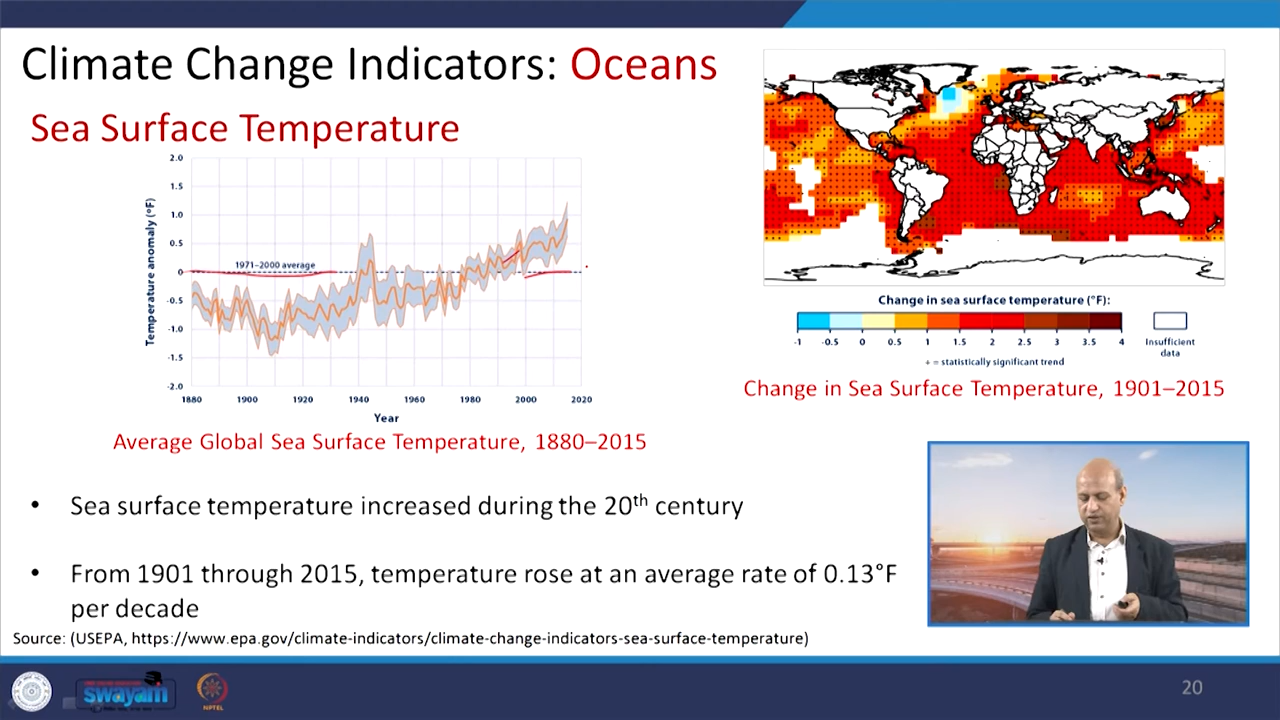 Climate Change Indicators: Oceans
Sea Surface Temperature
2.0
1.5
1.0
0.5
0
-0.5
-1.0
-1.5
-2.0
Temperature anomaly (°F)
1971–2000 average
1880
1900
1920
1940
1960
1980
2000
2020
Year
Average Global Sea Surface Temperature, 1880–2015
Change in sea surface temperature (°F):
-1
-0.5
0
0.5
1
1.5
2
2.5
3
3.5
4
Insufficient
data
+ = statistically significant trend
Change in Sea Surface Temperature, 1901–2015
• Sea surface temperature increased during the 20th century
• From 1901 through 2015, temperature rose at an average rate of 0.13°F
per decade
Source: (USEPA, https://www.epa.gov/climate-indicators/climate-change-indicators-sea-surface-temperature)
swayam
NPTEL
20